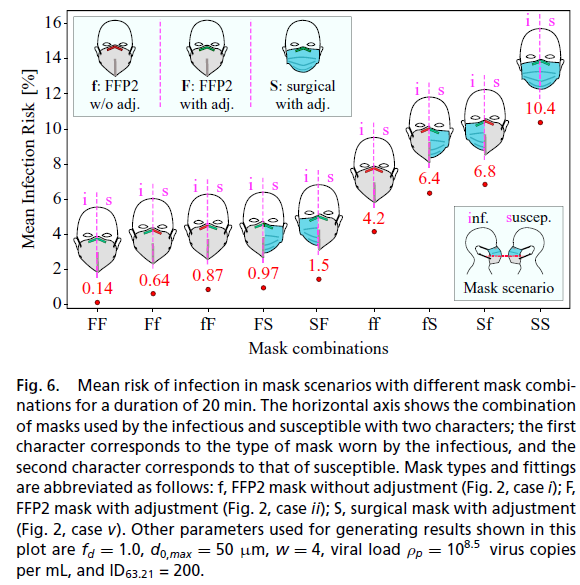 Mean Infection Risk [%]
16
14
12
10
8
6
4
2
0
f: FFP2
w/o adj.
F: FFP2
with adj.
S: surgical
with adj.
i s
i s
i s
i s
i s
i s
i s
i s
i s
0.14
0.64
0.87
0.97
1.5
4.2
6.4
6.8
10.4
inf. suscep.
Mask scenario
FF Ff fF FS SF ff fS Sf SS
Mask combinations
Fig. 6. Mean risk of infection in mask scenarios with different mask combi-
nations for a duration of 20 min. The horizontal axis shows the combination
of masks used by the infectious and susceptible with two characters; the first
character corresponds to the type of mask worn by the infectious, and the
second character corresponds to that of susceptible. Mask types and fittings
are abbreviated as follows: f, FFP2 mask without adjustment (Fig. 2, case i); F,
FFP2 mask with adjustment (Fig. 2, case ii); S, surgical mask with adjustment
(Fig. 2, case v). Other parameters used for generating results shown in this
plot are f_d = 1.0, d_0,max = 50 μm, w = 4, viral load ρ_p = 10^8.5 virus copies
per mL, and ID_63.21 = 200.